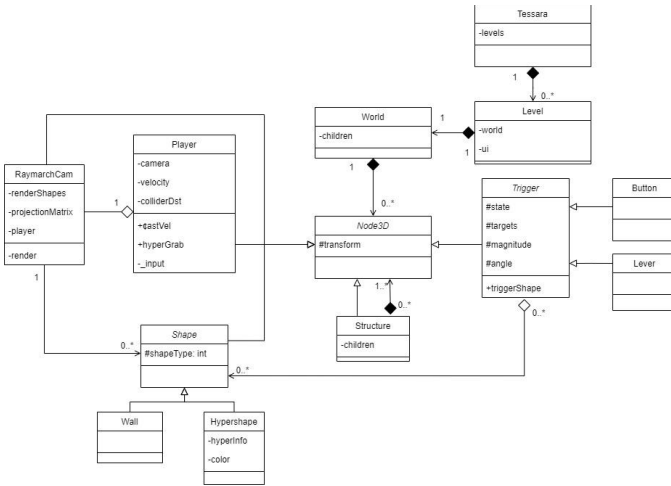 Tessara
-levels
1
0..*
World
-children
1
1
Level
-world
-ui
1
0..*
RaymarchCam
-renderShapes
-projectionMatrix
-player
-render
1
1
Player
-camera
-velocity
-colliderDst
+castVel
+hyperGrab
-_input
Node3D
#transform
1..*
0..*
Structure
-children
Trigger
#state
#targets
#magnitude
#angle
+triggerShape
0..*
Button
Lever
0..*
Shape
#shapeType: int
0..*
Wall
Hypershape
-hyperInfo
-color